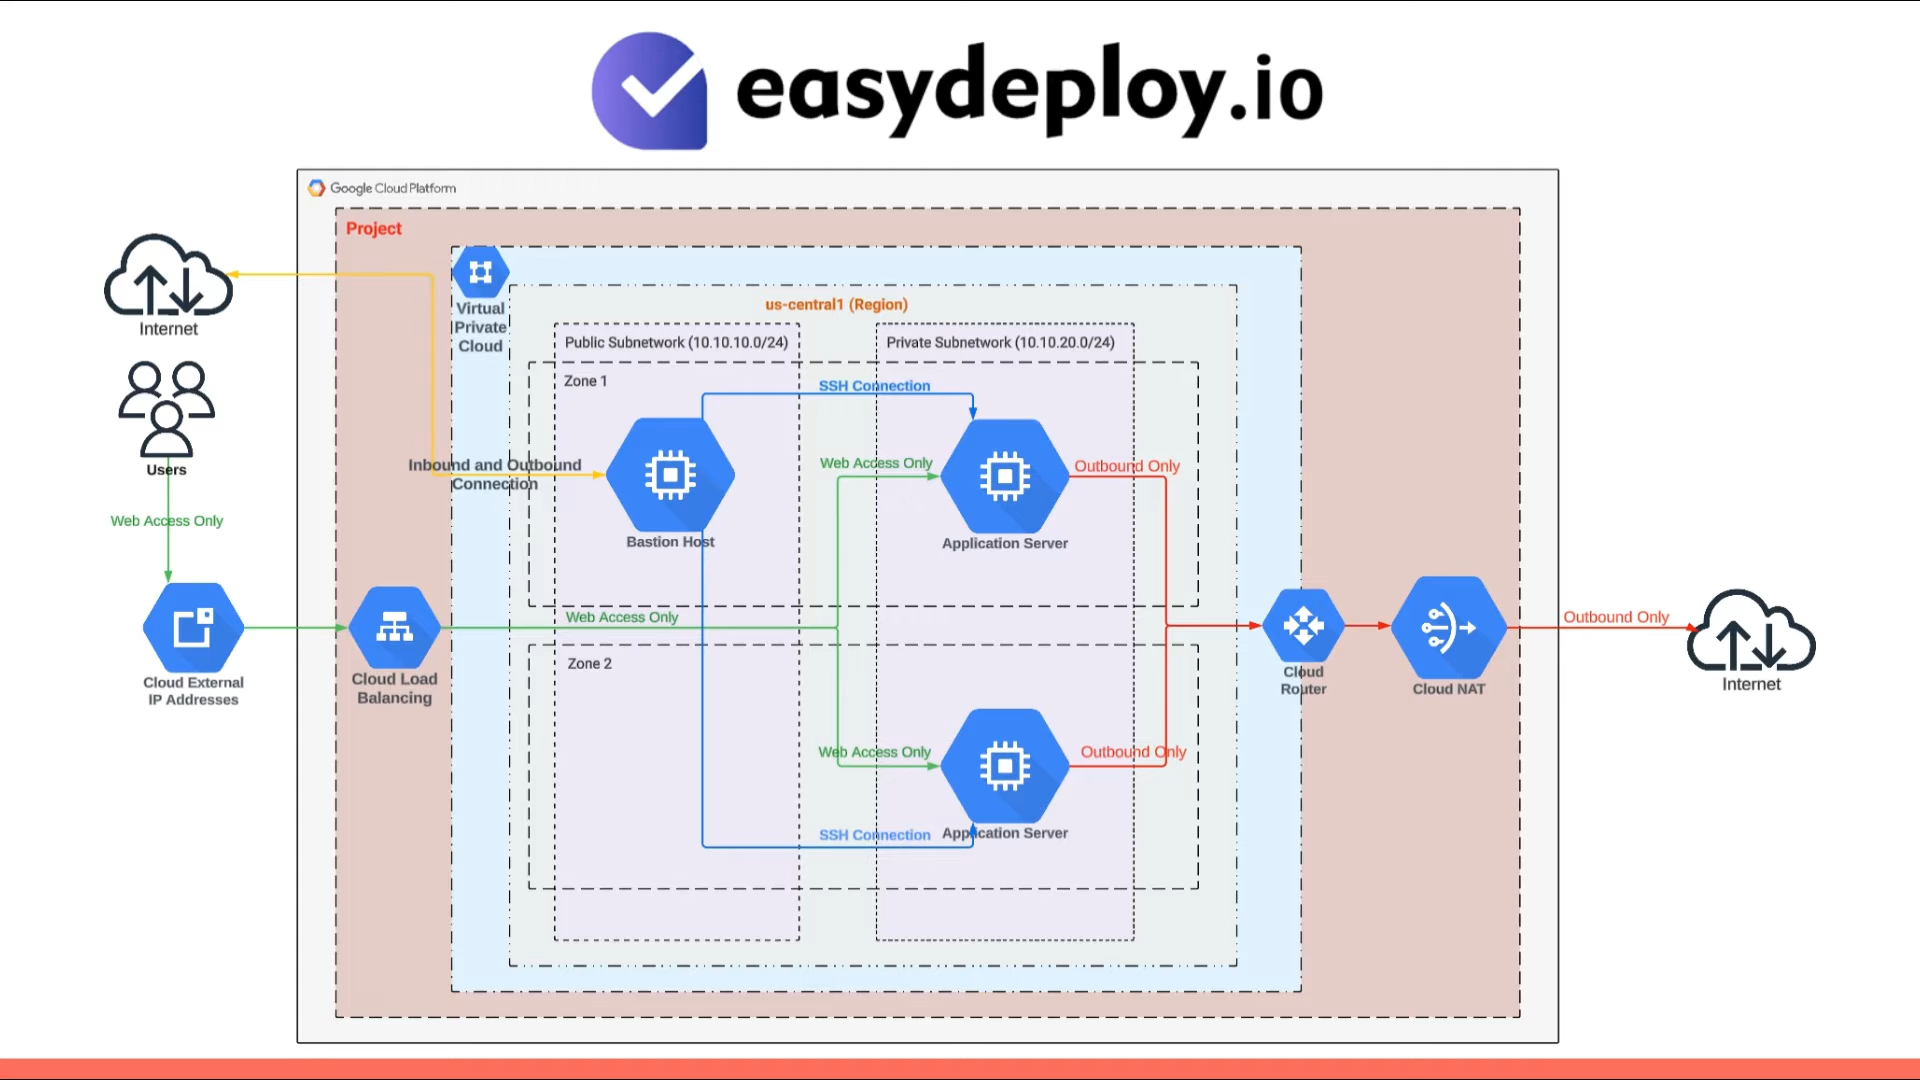 easydeploy.io
Google Cloud Platform
Project
Internet
Users
Web Access Only
Cloud External
IP Addresses
Cloud Load
Balancing
Virtual
Private
Cloud
us-central1 (Region)
Public Subnetwork (10.10.10.0/24)
Private Subnetwork (10.10.20.0/24)
Zone 1
SSH Connection
Inbound and Outbound
Connection
Bastion Host
Web Access Only
Application Server
Outbound Only
Web Access Only
Zone 2
Web Access Only
Application Server
Outbound Only
SSH Connection
Cloud
Router
Cloud NAT
Outbound Only
Internet